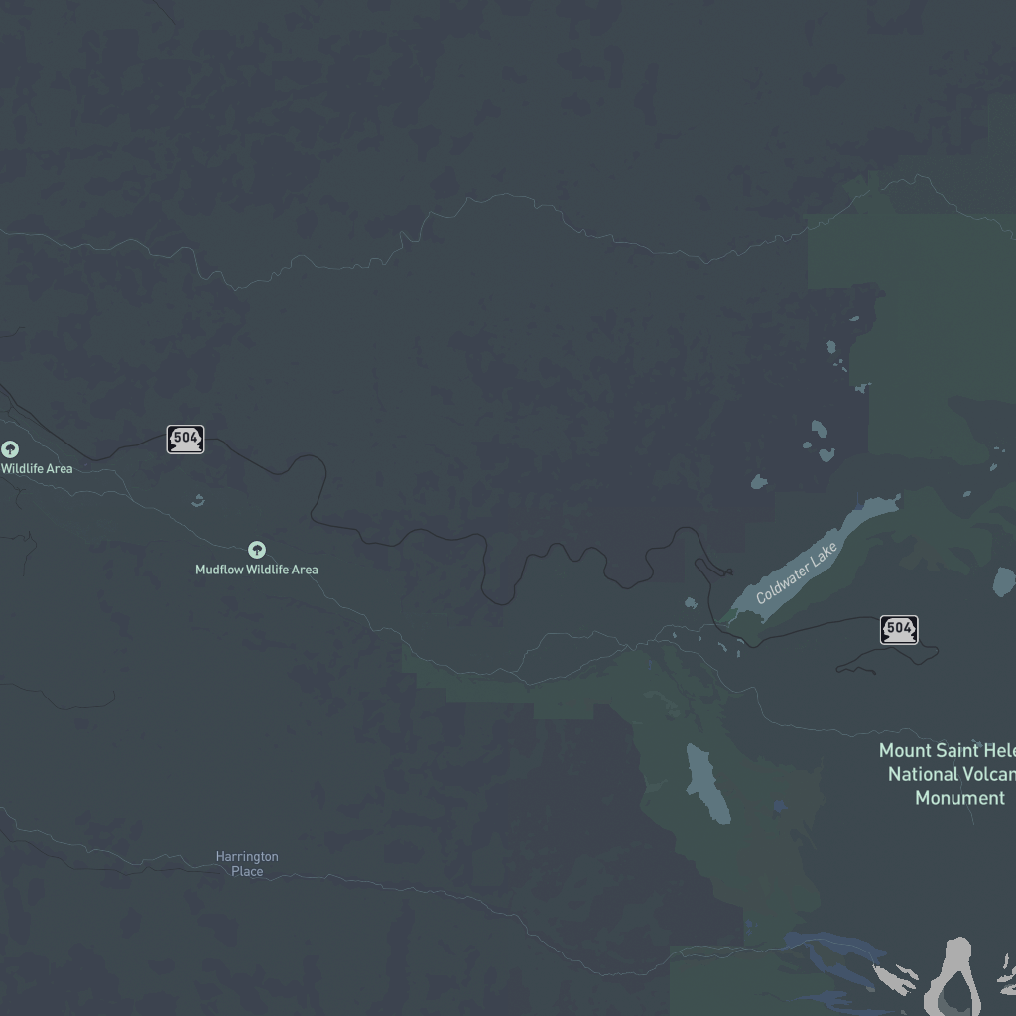 504
Wildlife Area
Mudflow Wildlife Area
Coldwater Lake
504
Mount Saint Hele
National Volcan
Monument
Harrington
Place